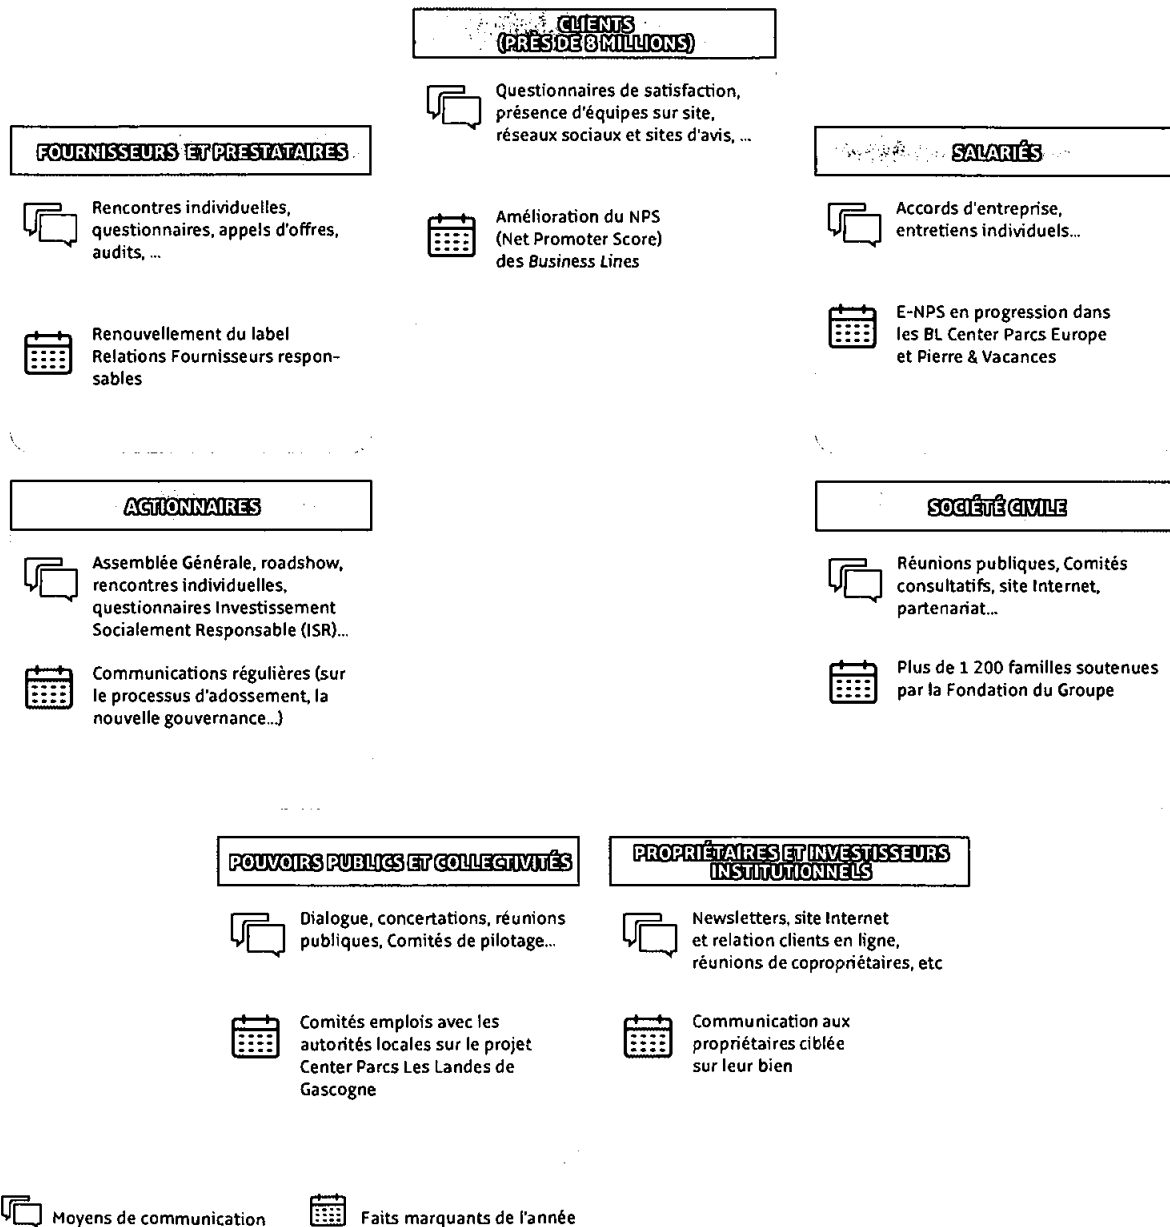 CLIENTS
(PRÈS DE 8 MILLIONS)
Questionnaires de satisfaction,
présence d'équipes sur site,
réseaux sociaux et sites d'avis, ...
Amélioration du NPS
(Net Promoter Score)
des Business Lines
FOURNISSEURS ET PRESTATAIRES
Rencontres individuelles,
questionnaires, appels d'offres,
audits, ...
Renouvellement du label
Relations Fournisseurs respon-
sables
SALARIÉS
Accords d'entreprise,
entretiens individuels...
E-NPS en progression dans
les BL Center Parcs Europe
et Pierre & Vacances
ACTIONNAIRES
Assemblée Générale, roadshow,
rencontres individuelles,
questionnaires Investissement
Socialement Responsable (ISR)...
Communications régulières (sur
le processus d'adossement, la
nouvelle gouvernance...)
SOCIÉTÉ CIVILE
Réunions publiques, Comités
consultatifs, site Internet,
partenariat...
Plus de 1 200 familles soutenues
par la Fondation du Groupe
POUVOIRS PUBLICS ET COLLECTIVITÉS
Dialogue, concertations, réunions
publiques, Comités de pilotage...
Comités emplois avec les
autorités locales sur le projet
Center Parcs Les Landes de
Gascogne
PROPRIÉTAIRES ET INVESTISSEURS
INSTITUTIONNELS
Newsletters, site Internet
et relation clients en ligne,
réunions de copropriétaires, etc
Communication aux
propriétaires ciblée
sur leur bien
Moyens de communication
Faits marquants de l'année